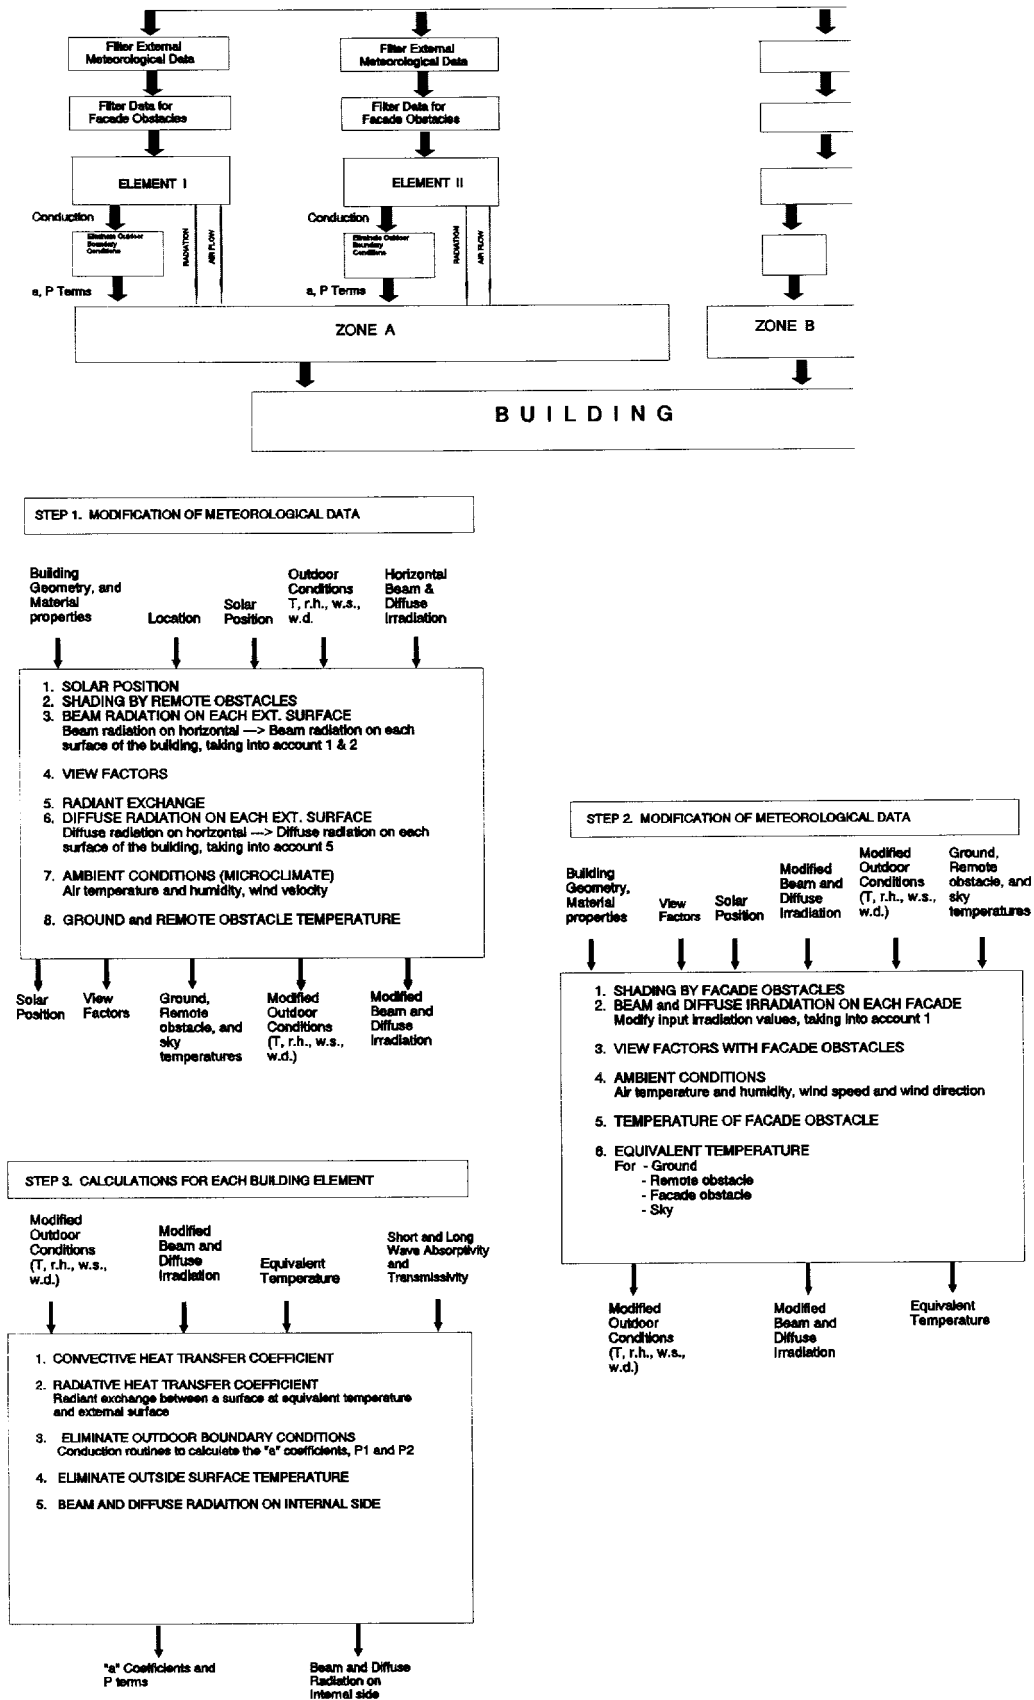 Filter External
Meteorological Data
Filter External
Meteorological Data
Filter Data for
Facade Obstacles
Filter Data for
Facade Obstacles
ELEMENT I
ELEMENT II
Conduction
Eliminate Outdoor
Boundary
Conditions
RADIATION
AIR FLOW
a, P Terms
Conduction
Eliminate Outdoor
Boundary
Conditions
RADIATION
AIR FLOW
a, P Terms
ZONE A
ZONE B
BUILDING
STEP 1. MODIFICATION OF METEOROLOGICAL DATA
Building
Geometry, and
Material
properties
Location
Solar
Position
Outdoor
Conditions
T, r.h., w.s.,
w.d.
Horizontal
Beam &
Diffuse
Irradiation
1. SOLAR POSITION
2. SHADING BY REMOTE OBSTACLES
3. BEAM RADIATION ON EACH EXT. SURFACE
Beam radiation on horizontal —> Beam radiation on each
surface of the building, taking into account 1 & 2
4. VIEW FACTORS
5. RADIANT EXCHANGE
6. DIFFUSE RADIATION ON EACH EXT. SURFACE
Diffuse radiation on horizontal —> Diffuse radiation on each
surface of the building, taking into account 5
7. AMBIENT CONDITIONS (MICROCLIMATE)
Air temperature and humidity, wind velocity
8. GROUND and REMOTE OBSTACLE TEMPERATURE
Solar
Position
View
Factors
Ground,
Remote
obstacle, and
sky
temperatures
Modified
Outdoor
Conditions
(T, r.h., w.s.,
w.d.)
Modified
Beam and
Diffuse
Irradiation
STEP 2. MODIFICATION OF METEOROLOGICAL DATA
Building
Geometry,
Material
properties
View
Factors
Solar
Position
Modified
Beam and
Diffuse
Irradiation
Modified
Outdoor
Conditions
(T, r.h., w.s.,
w.d.)
Ground,
Remote
obstacle, and
sky
temperatures
1. SHADING BY FACADE OBSTACLES
2. BEAM and DIFFUSE IRRADIATION ON EACH FACADE
Modify input irradiation values, taking into account 1
3. VIEW FACTORS WITH FACADE OBSTACLES
4. AMBIENT CONDITIONS
Air temperature and humidity, wind speed and wind direction
5. TEMPERATURE OF FACADE OBSTACLE
6. EQUIVALENT TEMPERATURE
For - Ground
- Remote obstacle
- Facade obstacle
- Sky
Modified
Outdoor
Conditions
(T, r.h., w.s.,
w.d.)
Modified
Beam and
Diffuse
Irradiation
Equivalent
Temperature
STEP 3. CALCULATIONS FOR EACH BUILDING ELEMENT
Modified
Outdoor
Conditions
(T, r.h., w.s.,
w.d.)
Modified
Beam and
Diffuse
Irradiation
Equivalent
Temperature
Short and Long
Wave Absorptivity
and
Transmissivity
1. CONVECTIVE HEAT TRANSFER COEFFICIENT
2. RADIATIVE HEAT TRANSFER COEFFICIENT
Radiant exchange between a surface at equivalent temperature
and external surface
3. ELIMINATE OUTDOOR BOUNDARY CONDITIONS
Conduction routines to calculate the "a" coefficients, P1 and P2
4. ELIMINATE OUTSIDE SURFACE TEMPERATURE
5. BEAM AND DIFFUSE RADIAITION ON INTERNAL SIDE
"a" Coefficients and
P terms
Beam and Diffuse
Radiation on
Internal side